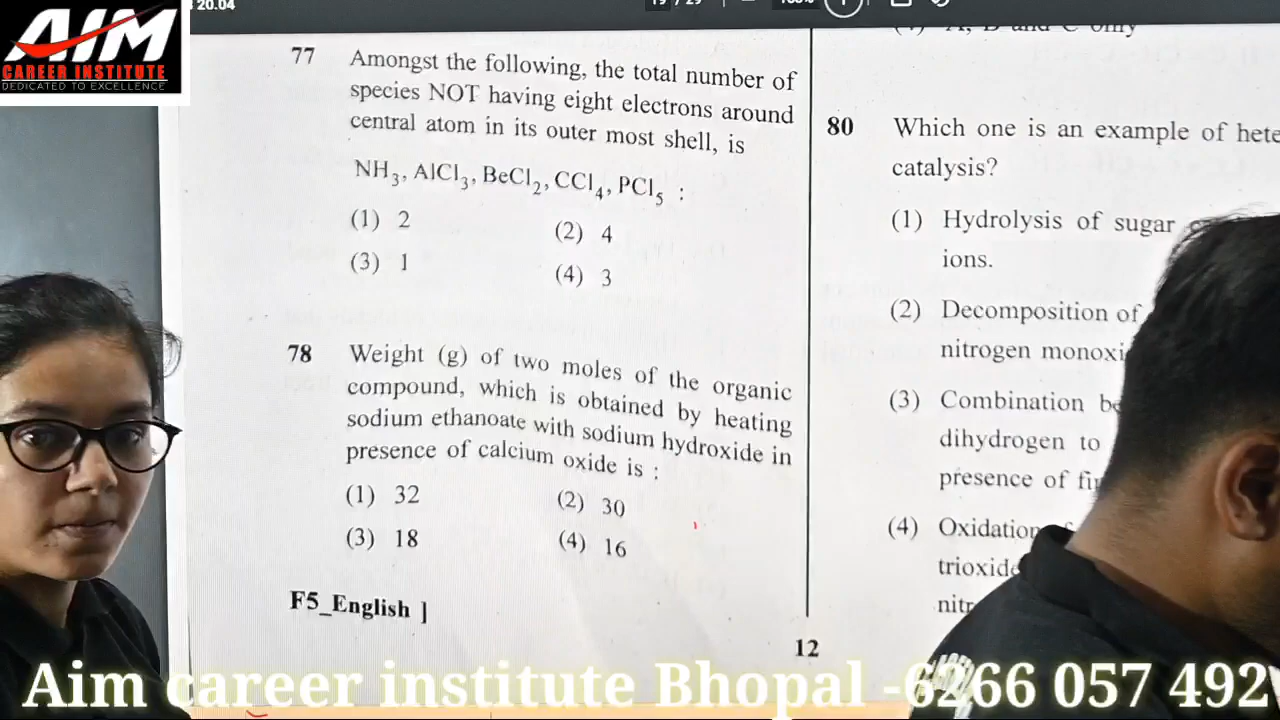 20.04
19 / 29
AIM
CAREER INSTITUTE
DEDICATED TO EXCELLENCE
77 Amongst the following, the total number of
species NOT having eight electrons around
central atom in its outer most shell, is
NH₃, AlCl₃, BeCl₂, CCl₄, PCl₅ :
(1) 2 (2) 4
(3) 1 (4) 3
78 Weight (g) of two moles of the organic
compound, which is obtained by heating
sodium ethanoate with sodium hydroxide in
presence of calcium oxide is :
(1) 32 (2) 30
(3) 18 (4) 16
F5_English ]
12
80 Which one is an example of hete
catalysis?
(1) Hydrolysis of sugar
ions.
(2) Decomposition of
nitrogen monoxi
(3) Combination be
dihydrogen to
presence of fi
(4) Oxidation
trioxide
nitr
Aim career institute Bhopal -6266 057 492